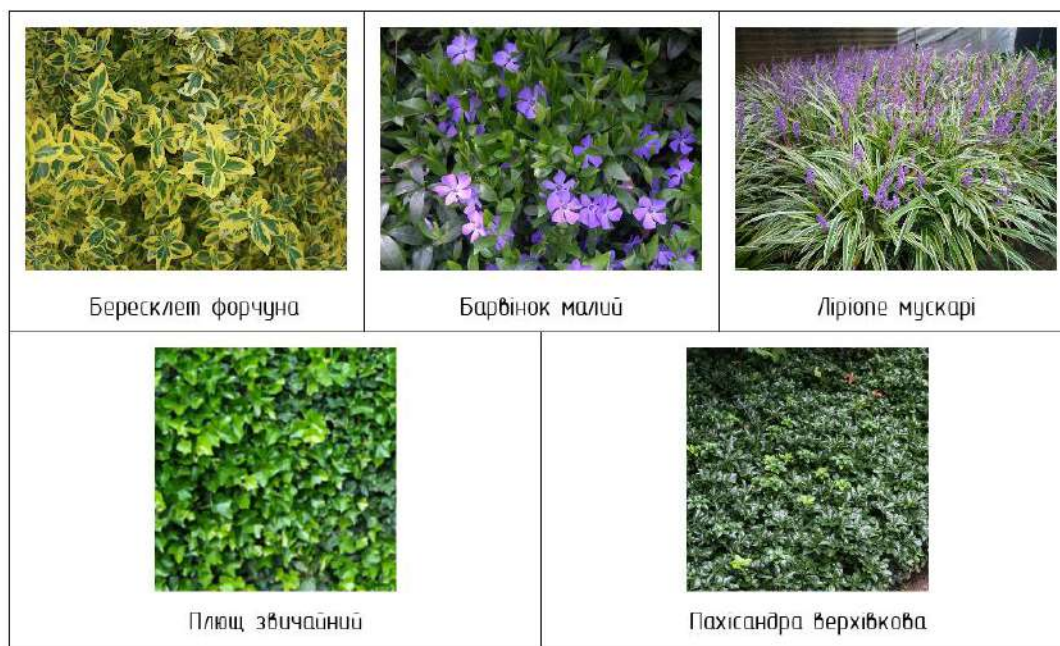 Бересклет форчуна
Барвінок малий
Ліріопе мускарі
Плющ звичайний
Пахісандра верхівкова